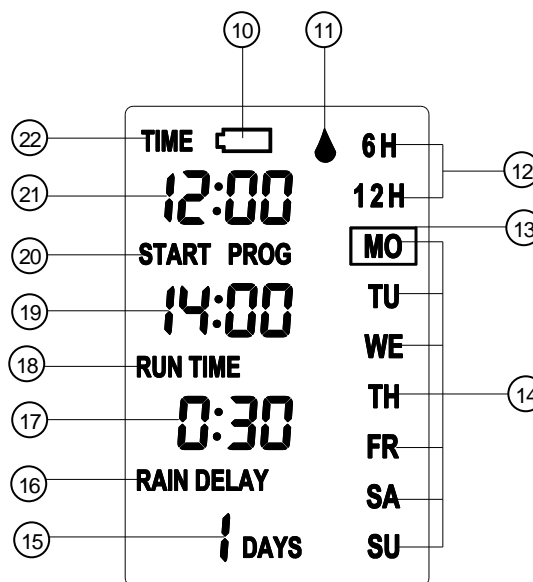 10 11
22 TIME 6H
12H 12
21 12:00
13
20 START PROG MO
19 14:00 TU
18 RUN TIME WE
TH 14
17 0:30
FR
16 RAIN DELAY SA
15 1 DAYS SU